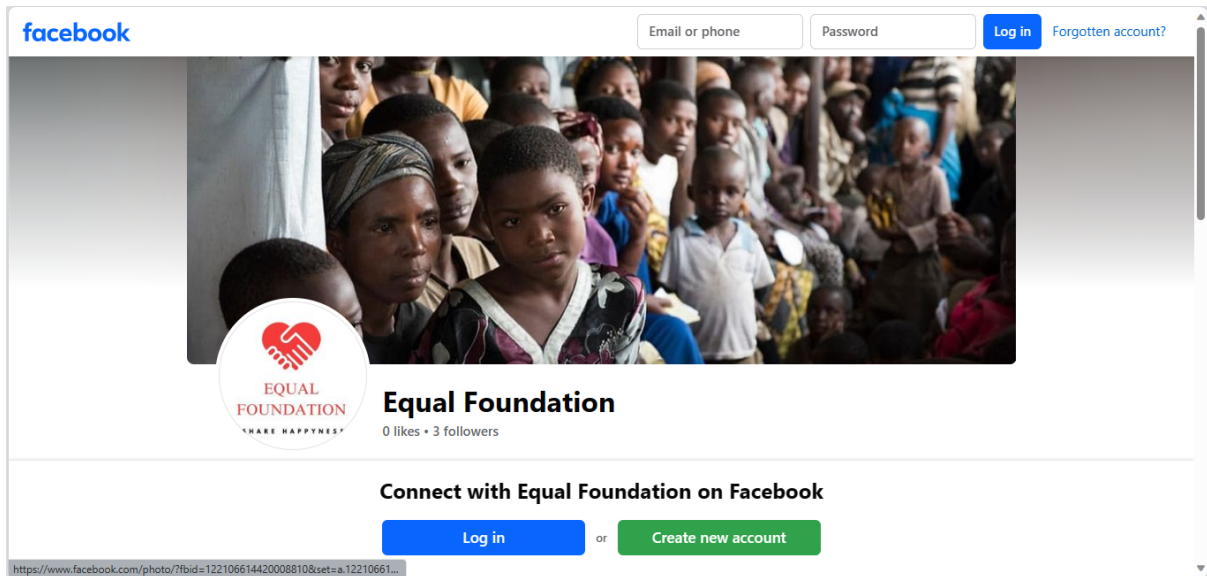 facebook
Email or phone
Password
Log in
Forgotten account?
EQUAL
FOUNDATION
SHARE HAPPYNESS
Equal Foundation
0 likes • 3 followers
Connect with Equal Foundation on Facebook
Log in
or
Create new account
https://www.facebook.com/photo/?fbid=122106614420008810&set=a.12210661...